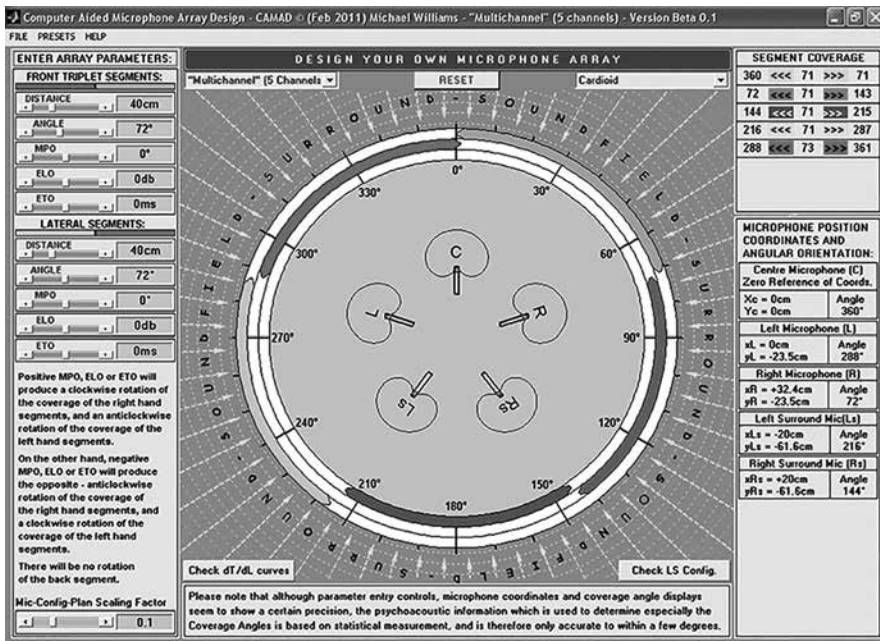 Computer Aided Microphone Array Design - CAMAD © (Feb 2011) Michael Williams - "Multichannel" (5 channels) - Version Beta 0.1
FILE PRESETS HELP
ENTER ARRAY PARAMETERS:
FRONT TRIPLET SEGMENTS:
DISTANCE 40cm
ANGLE 72°
MPO 0°
ELO 0db
ETO 0ms
LATERAL SEGMENTS:
DISTANCE 40cm
ANGLE 72°
MPO 0°
ELO 0db
ETO 0ms
Positive MPO, ELO or ETO will
produce a clockwise rotation of
the coverage of the right hand
segments, and an anticlockwise
rotation of the coverage of the
left hand segments.
On the other hand, negative
MPO, ELO or ETO will produce
the opposite - anticlockwise
rotation of the coverage of
the right hand segments, and
a clockwise rotation of the
coverage of the left hand
segments.
There will be no rotation
of the back segment.
Mic-Config-Plan Scaling Factor
0.1
DESIGN YOUR OWN MICROPHONE ARRAY
"Multichannel" (5 Channels
RESET
Cardioid
SURROUND-SOUNDFIELD-SURROUND-SOUNDFIELD-SURROUND-SOUNDFIELD-
0°
30°
60°
90°
120°
150°
180°
210°
240°
270°
300°
330°
C
L
R
Ls
Rs
Check dT/dL curves
Check LS Config.
Please note that although parameter entry controls, microphone coordinates and coverage angle displays
seem to show a certain precision, the psychoacoustic information which is used to determine especially the
Coverage Angles is based on statistical measurement, and is therefore only accurate to within a few degrees.
SEGMENT COVERAGE
360 <<< 71 >>> 71
72 <<< 71 >>> 143
144 <<< 71 >>> 215
216 <<< 71 >>> 287
288 <<< 73 >>> 361
MICROPHONE POSITION
COORDINATES AND
ANGULAR ORIENTATION:
Centre Microphone (C)
Zero Reference of Coords.
Xc = 0cm Angle
Yc = 0cm 360°
Left Microphone (L)
xL = 0cm Angle
yL = -23.5cm 288°
Right Microphone (R)
xR = +32.4cm Angle
yR = -23.5cm 72°
Left Surround Mic(Ls)
xLs = -20cm Angle
yLs = -61.6cm 216°
Right Surround Mic (Rs)
xRs = +20cm Angle
yRs = -61.6cm 144°